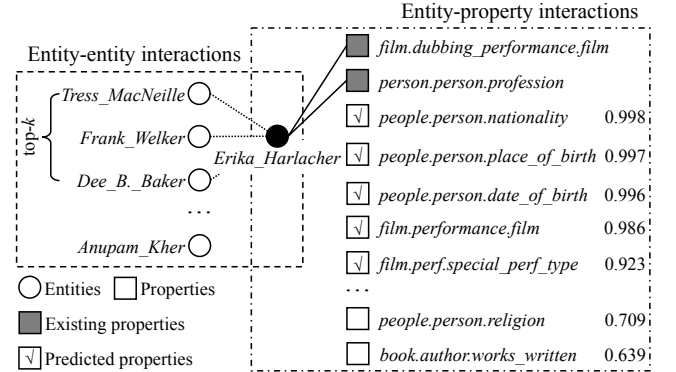 Entity-property interactions
Entity-entity interactions
film.dubbing_performance.film
person.person.profession
people.person.nationality 0.998
people.person.place_of_birth 0.997
people.person.date_of_birth 0.996
film.performance.film 0.986
film.perf.special_perf_type 0.923
...
people.person.religion 0.709
book.author.works_written 0.639
top-k
Tress_MacNeille
Frank_Welker
Erika_Harlacher
Dee_B._Baker
...
Anupam_Kher
Entities Properties
Existing properties
√ Predicted properties